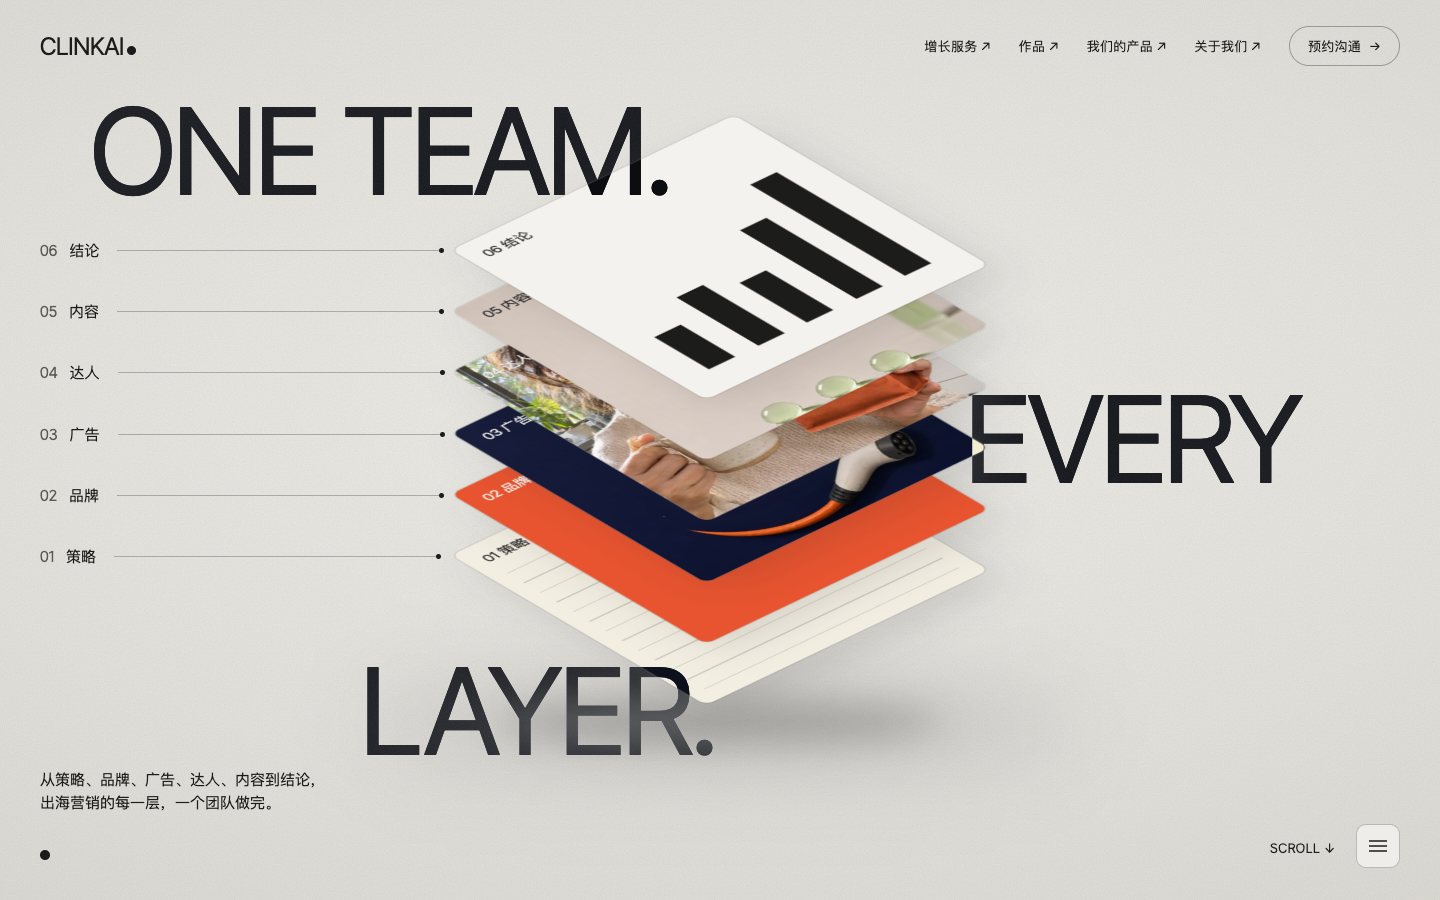 CLINKAI
增长服务 ↗ 作品 ↗ 我们的产品 ↗ 关于我们 ↗ 预约沟通 →
ONE TEAM.
06 结论
05 内容
04 达人
03 广告
02 品牌
01 策略
06 结论
05 内容
04 达人
03 广告
02 品牌
01 策略
EVERY
LAYER.
从策略、品牌、广告、达人、内容到结论，
出海营销的每一层，一个团队做完。
SCROLL ↓